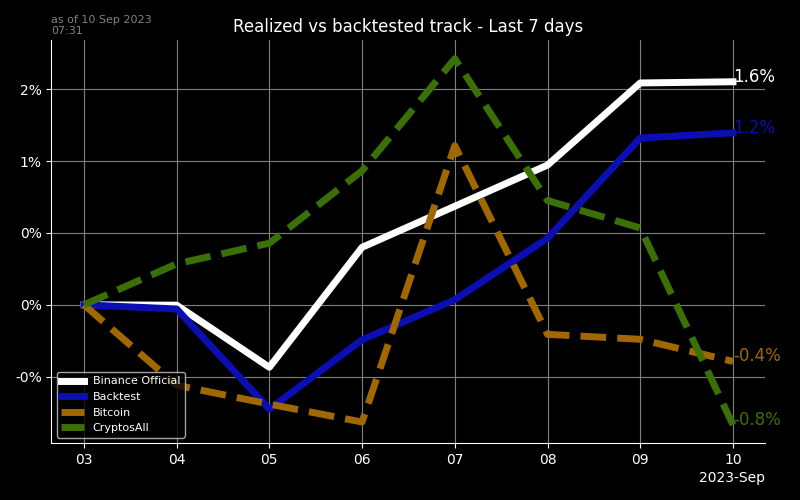 as of 10 Sep 2023
07:31
Realized vs backtested track - Last 7 days
2%
1%
0%
0%
-0%
1.6%
1.2%
-0.4%
-0.8%
Binance Official
Backtest
Bitcoin
CryptosAll
03 04 05 06 07 08 09 10
2023-Sep